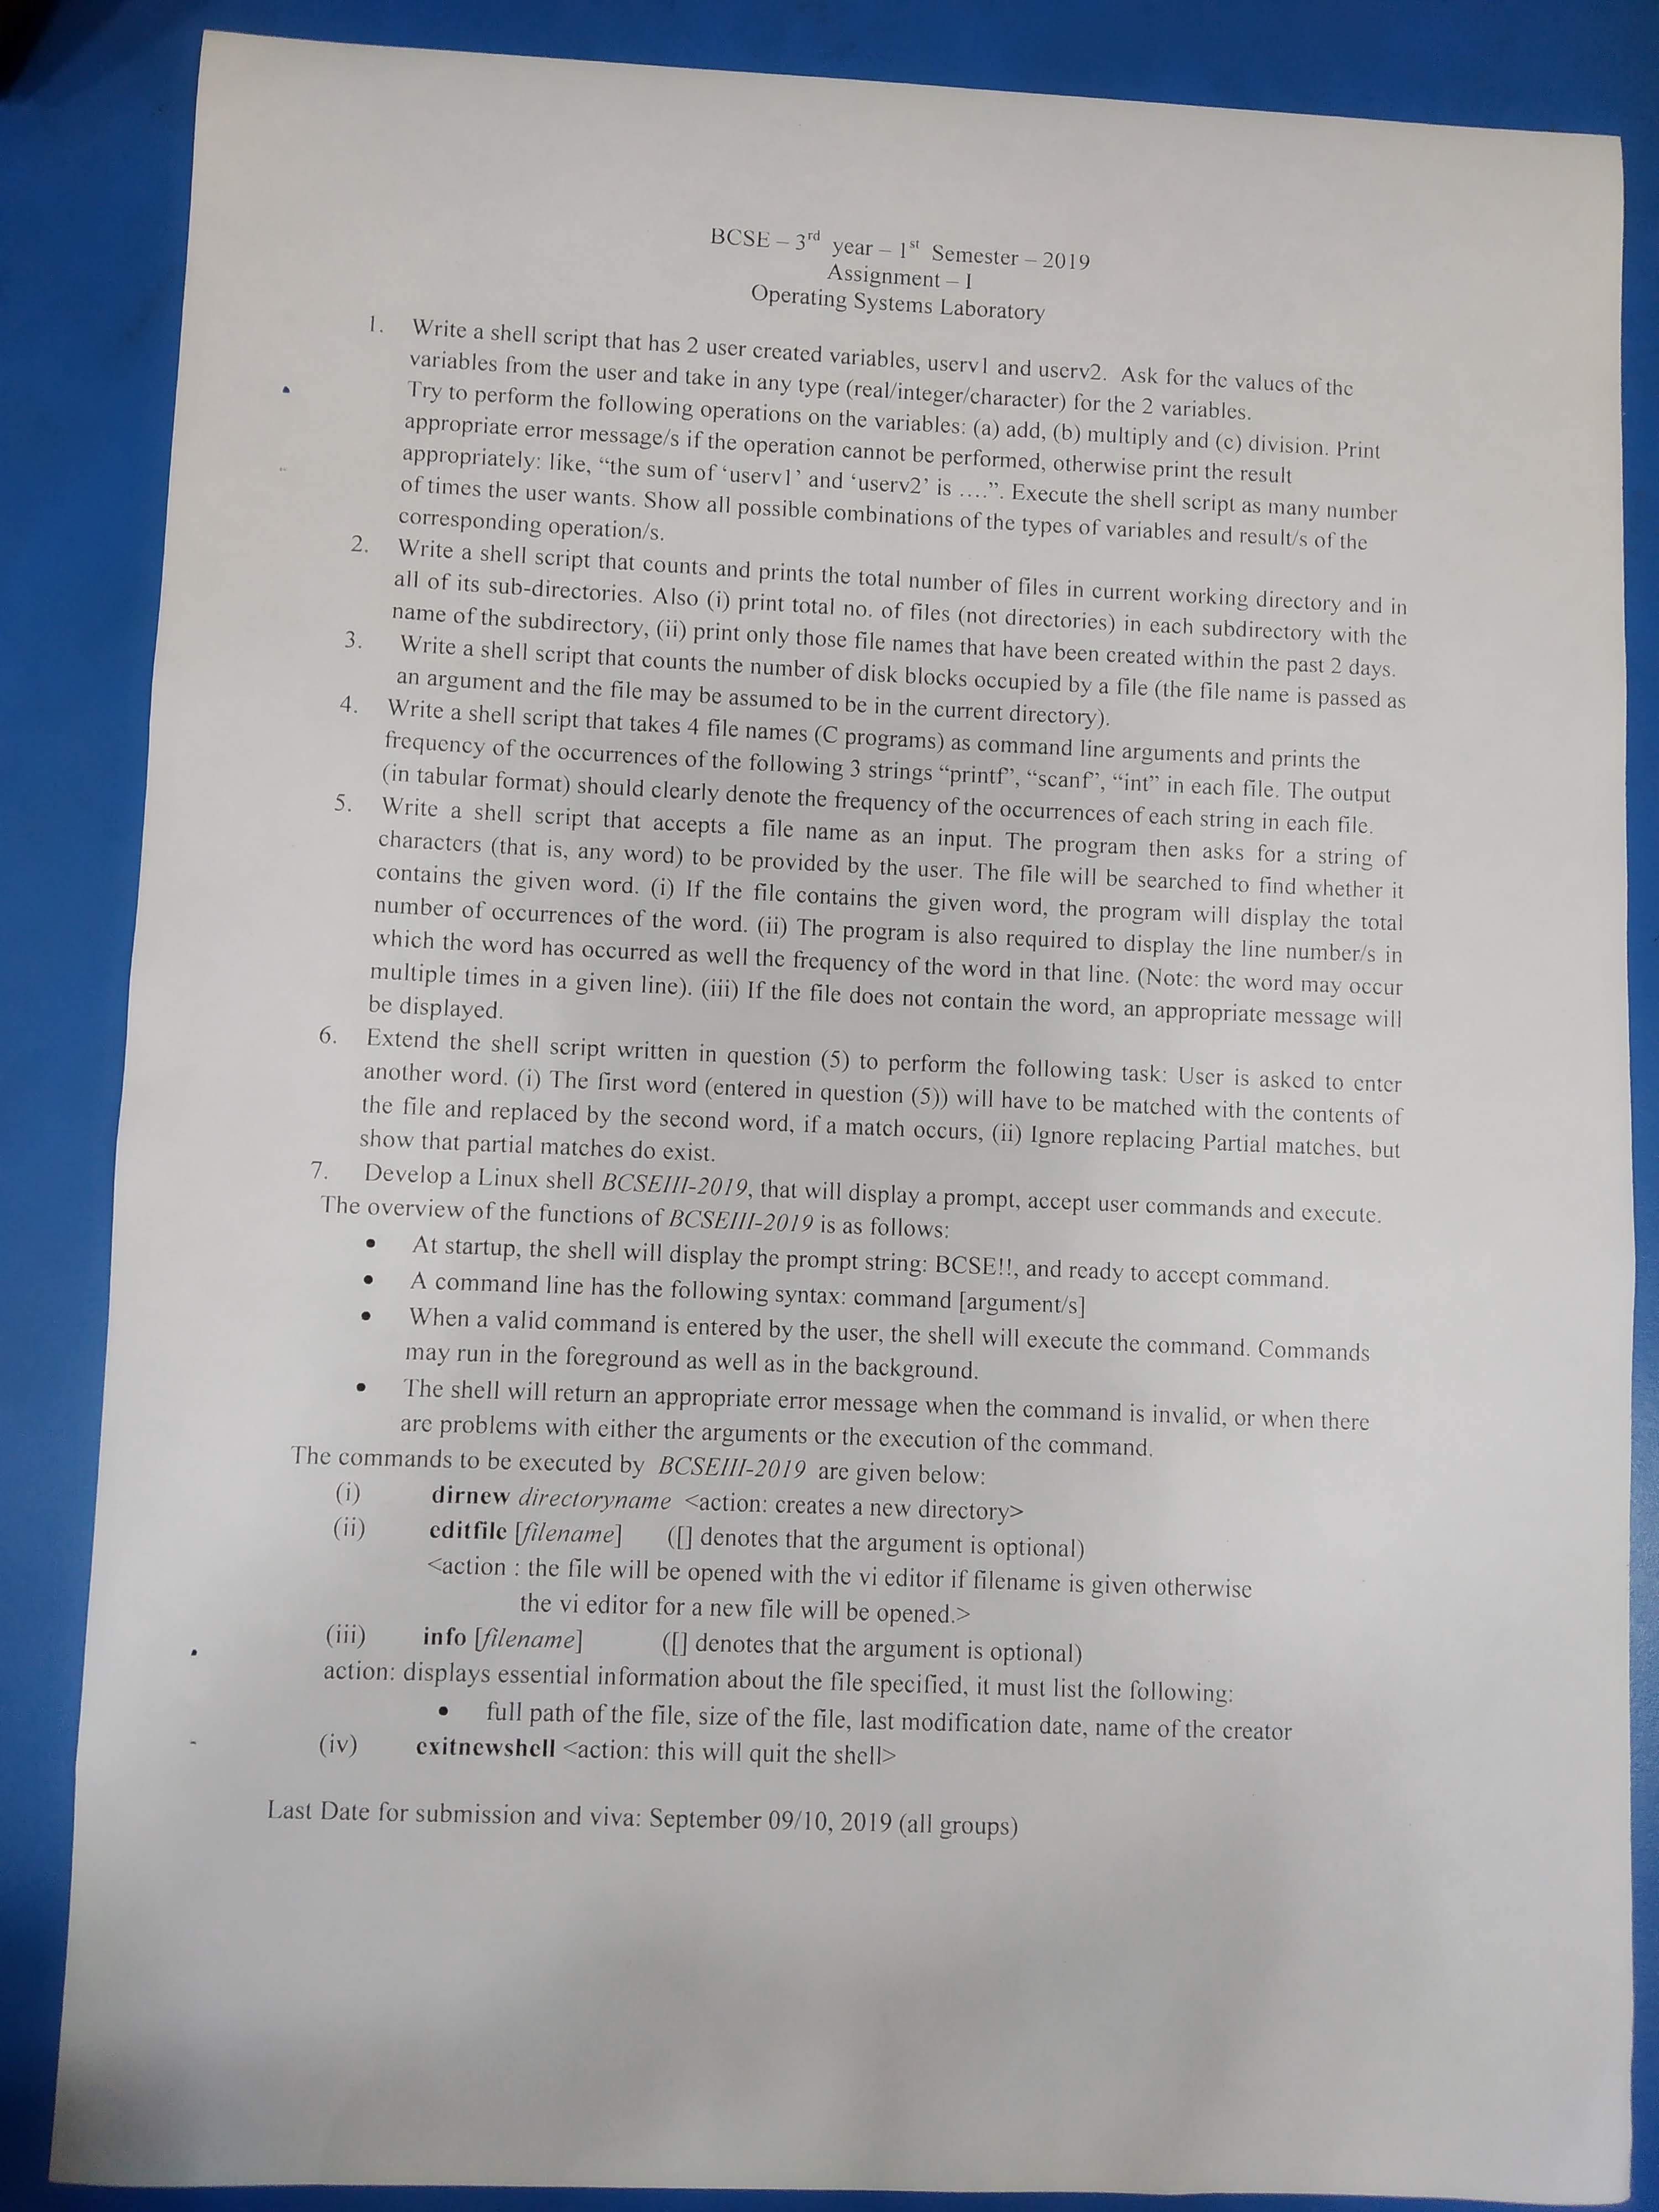 BCSE – 3rd year – 1st Semester – 2019
Assignment – I
Operating Systems Laboratory
1. Write a shell script that has 2 user created variables, userv1 and userv2. Ask for the values of the
variables from the user and take in any type (real/integer/character) for the 2 variables.
Try to perform the following operations on the variables: (a) add, (b) multiply and (c) division. Print
appropriate error message/s if the operation cannot be performed, otherwise print the result
appropriately: like, “the sum of ‘userv1’ and ‘userv2’ is ....”. Execute the shell script as many number
of times the user wants. Show all possible combinations of the types of variables and result/s of the
corresponding operation/s.
2. Write a shell script that counts and prints the total number of files in current working directory and in
all of its sub-directories. Also (i) print total no. of files (not directories) in each subdirectory with the
name of the subdirectory, (ii) print only those file names that have been created within the past 2 days.
3. Write a shell script that counts the number of disk blocks occupied by a file (the file name is passed as
an argument and the file may be assumed to be in the current directory).
4. Write a shell script that takes 4 file names (C programs) as command line arguments and prints the
frequency of the occurrences of the following 3 strings “printf”, “scanf”, “int” in each file. The output
(in tabular format) should clearly denote the frequency of the occurrences of each string in each file.
5. Write a shell script that accepts a file name as an input. The program then asks for a string of
characters (that is, any word) to be provided by the user. The file will be searched to find whether it
contains the given word. (i) If the file contains the given word, the program will display the total
number of occurrences of the word. (ii) The program is also required to display the line number/s in
which the word has occurred as well the frequency of the word in that line. (Note: the word may occur
multiple times in a given line). (iii) If the file does not contain the word, an appropriate message will
be displayed.
6. Extend the shell script written in question (5) to perform the following task: User is asked to enter
another word. (i) The first word (entered in question (5)) will have to be matched with the contents of
the file and replaced by the second word, if a match occurs, (ii) Ignore replacing Partial matches, but
show that partial matches do exist.
7. Develop a Linux shell BCSEIII-2019, that will display a prompt, accept user commands and execute.
The overview of the functions of BCSEIII-2019 is as follows:
• At startup, the shell will display the prompt string: BCSE!!, and ready to accept command.
• A command line has the following syntax: command [argument/s]
• When a valid command is entered by the user, the shell will execute the command. Commands
may run in the foreground as well as in the background.
• The shell will return an appropriate error message when the command is invalid, or when there
are problems with either the arguments or the execution of the command.
The commands to be executed by BCSEIII-2019 are given below:
(i) dirnew directoryname <action: creates a new directory>
(ii) editfile [filename] ([] denotes that the argument is optional)
<action : the file will be opened with the vi editor if filename is given otherwise
the vi editor for a new file will be opened.>
(iii) info [filename] ([] denotes that the argument is optional)
action: displays essential information about the file specified, it must list the following:
• full path of the file, size of the file, last modification date, name of the creator
(iv) exitnewshell <action: this will quit the shell>
Last Date for submission and viva: September 09/10, 2019 (all groups)